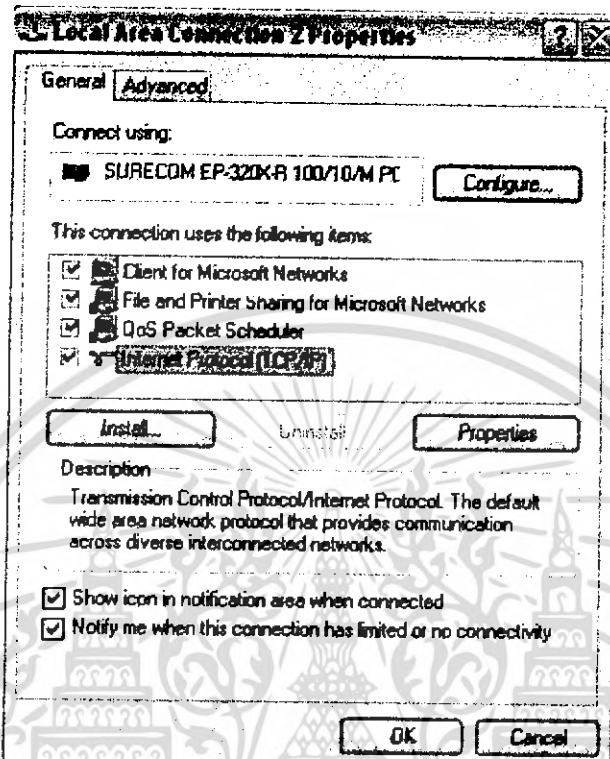 Local Area Connection 2 Properties
General Advanced
Connect using:
SURECOM EP-320X-R 100/10/M PC
Configure...
This connection uses the following items:
Client for Microsoft Networks
File and Printer Sharing for Microsoft Networks
QoS Packet Scheduler
Internet Protocol (TCP/IP)
Install... Uninstall Properties
Description
Transmission Control Protocol/Internet Protocol. The default
wide area network protocol that provides communication
across diverse interconnected networks.
Show icon in notification area when connected
Notify me when this connection has limited or no connectivity
OK Cancel